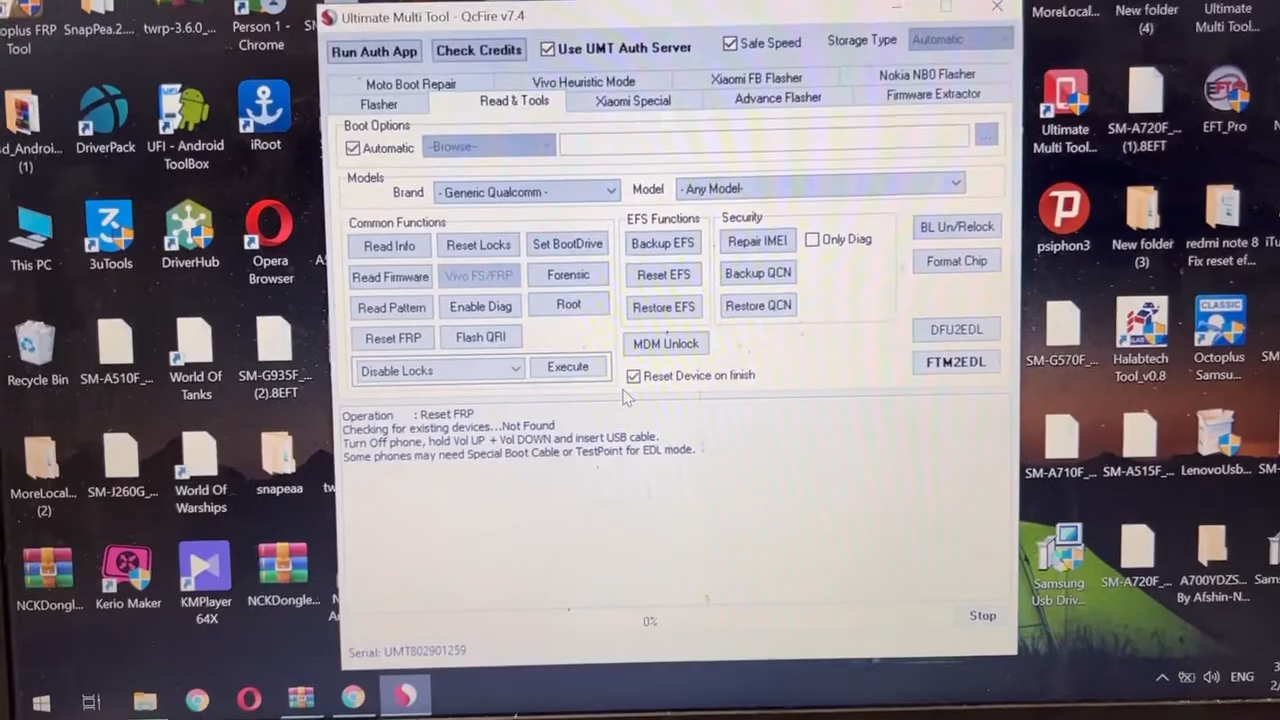 oplus FRP
Tool
SnapPea.2....
twrp-3.6.0_...
Person 1 -
Chrome
Ultimate Multi Tool - QcFire v7.4
MoreLocal...
New folder
(4)
Ultimate
Multi Tool...
Run Auth App
Check Credits
Use UMT Auth Server
Safe Speed
Storage Type
Automatic
Moto Boot Repair
Vivo Heuristic Mode
Xiaomi FB Flasher
Nokia NB0 Flasher
Flasher
Read & Tools
Xiaomi Special
Advance Flasher
Firmware Extractor
Boot Options
Automatic
--Browse--
...
Models
Brand
- Generic Qualcomm -
Model
- Any Model-
Common Functions
EFS Functions
Security
Read Info
Reset Locks
Set BootDrive
Backup EFS
Repair IMEI
Only Diag
BL Un/Relock
Read Firmware
Vivo FS/FRP
Forensic
Reset EFS
Backup QCN
Format Chip
Read Pattern
Enable Diag
Root
Restore EFS
Restore QCN
Reset FRP
Flash QRI
MDM Unlock
DFU2EDL
Disable Locks
Execute
Reset Device on finish
FTM2EDL
Operation : Reset FRP
Checking for existing devices...Not Found
Turn Off phone, hold Vol UP + Vol DOWN and insert USB cable.
Some phones may need Special Boot Cable or TestPoint for EDL mode.
0%
Stop
Serial: UMT802901259
d_Androi...
(1)
DriverPack
UFI - Android
ToolBox
iRoot
This PC
3uTools
DriverHub
Opera
Browser
Recycle Bin
SM-A510F_...
World Of
Tanks
SM-G935F_...
(2).8EFT
MoreLocal...
(2)
SM-J260G_...
World Of
Warships
snapeaa
NCKDongl...
Kerio Maker
KMPlayer
64X
NCKDongle...
Ultimate
Multi Tool...
SM-A720F_...
(1).8EFT
EFT_Pro
psiphon3
New folder
(3)
redmi note 8
Fix reset ef...
SM-G570F_...
Halabtech
Tool_v0.8
CLASSIC
Octoplus
Samsu...
SM-A710F_...
SM-A515F_...
LenovoUsb...
Samsung
Usb Driv...
SM-A720F_...
A700YDZS...
By Afshin-N...
ENG